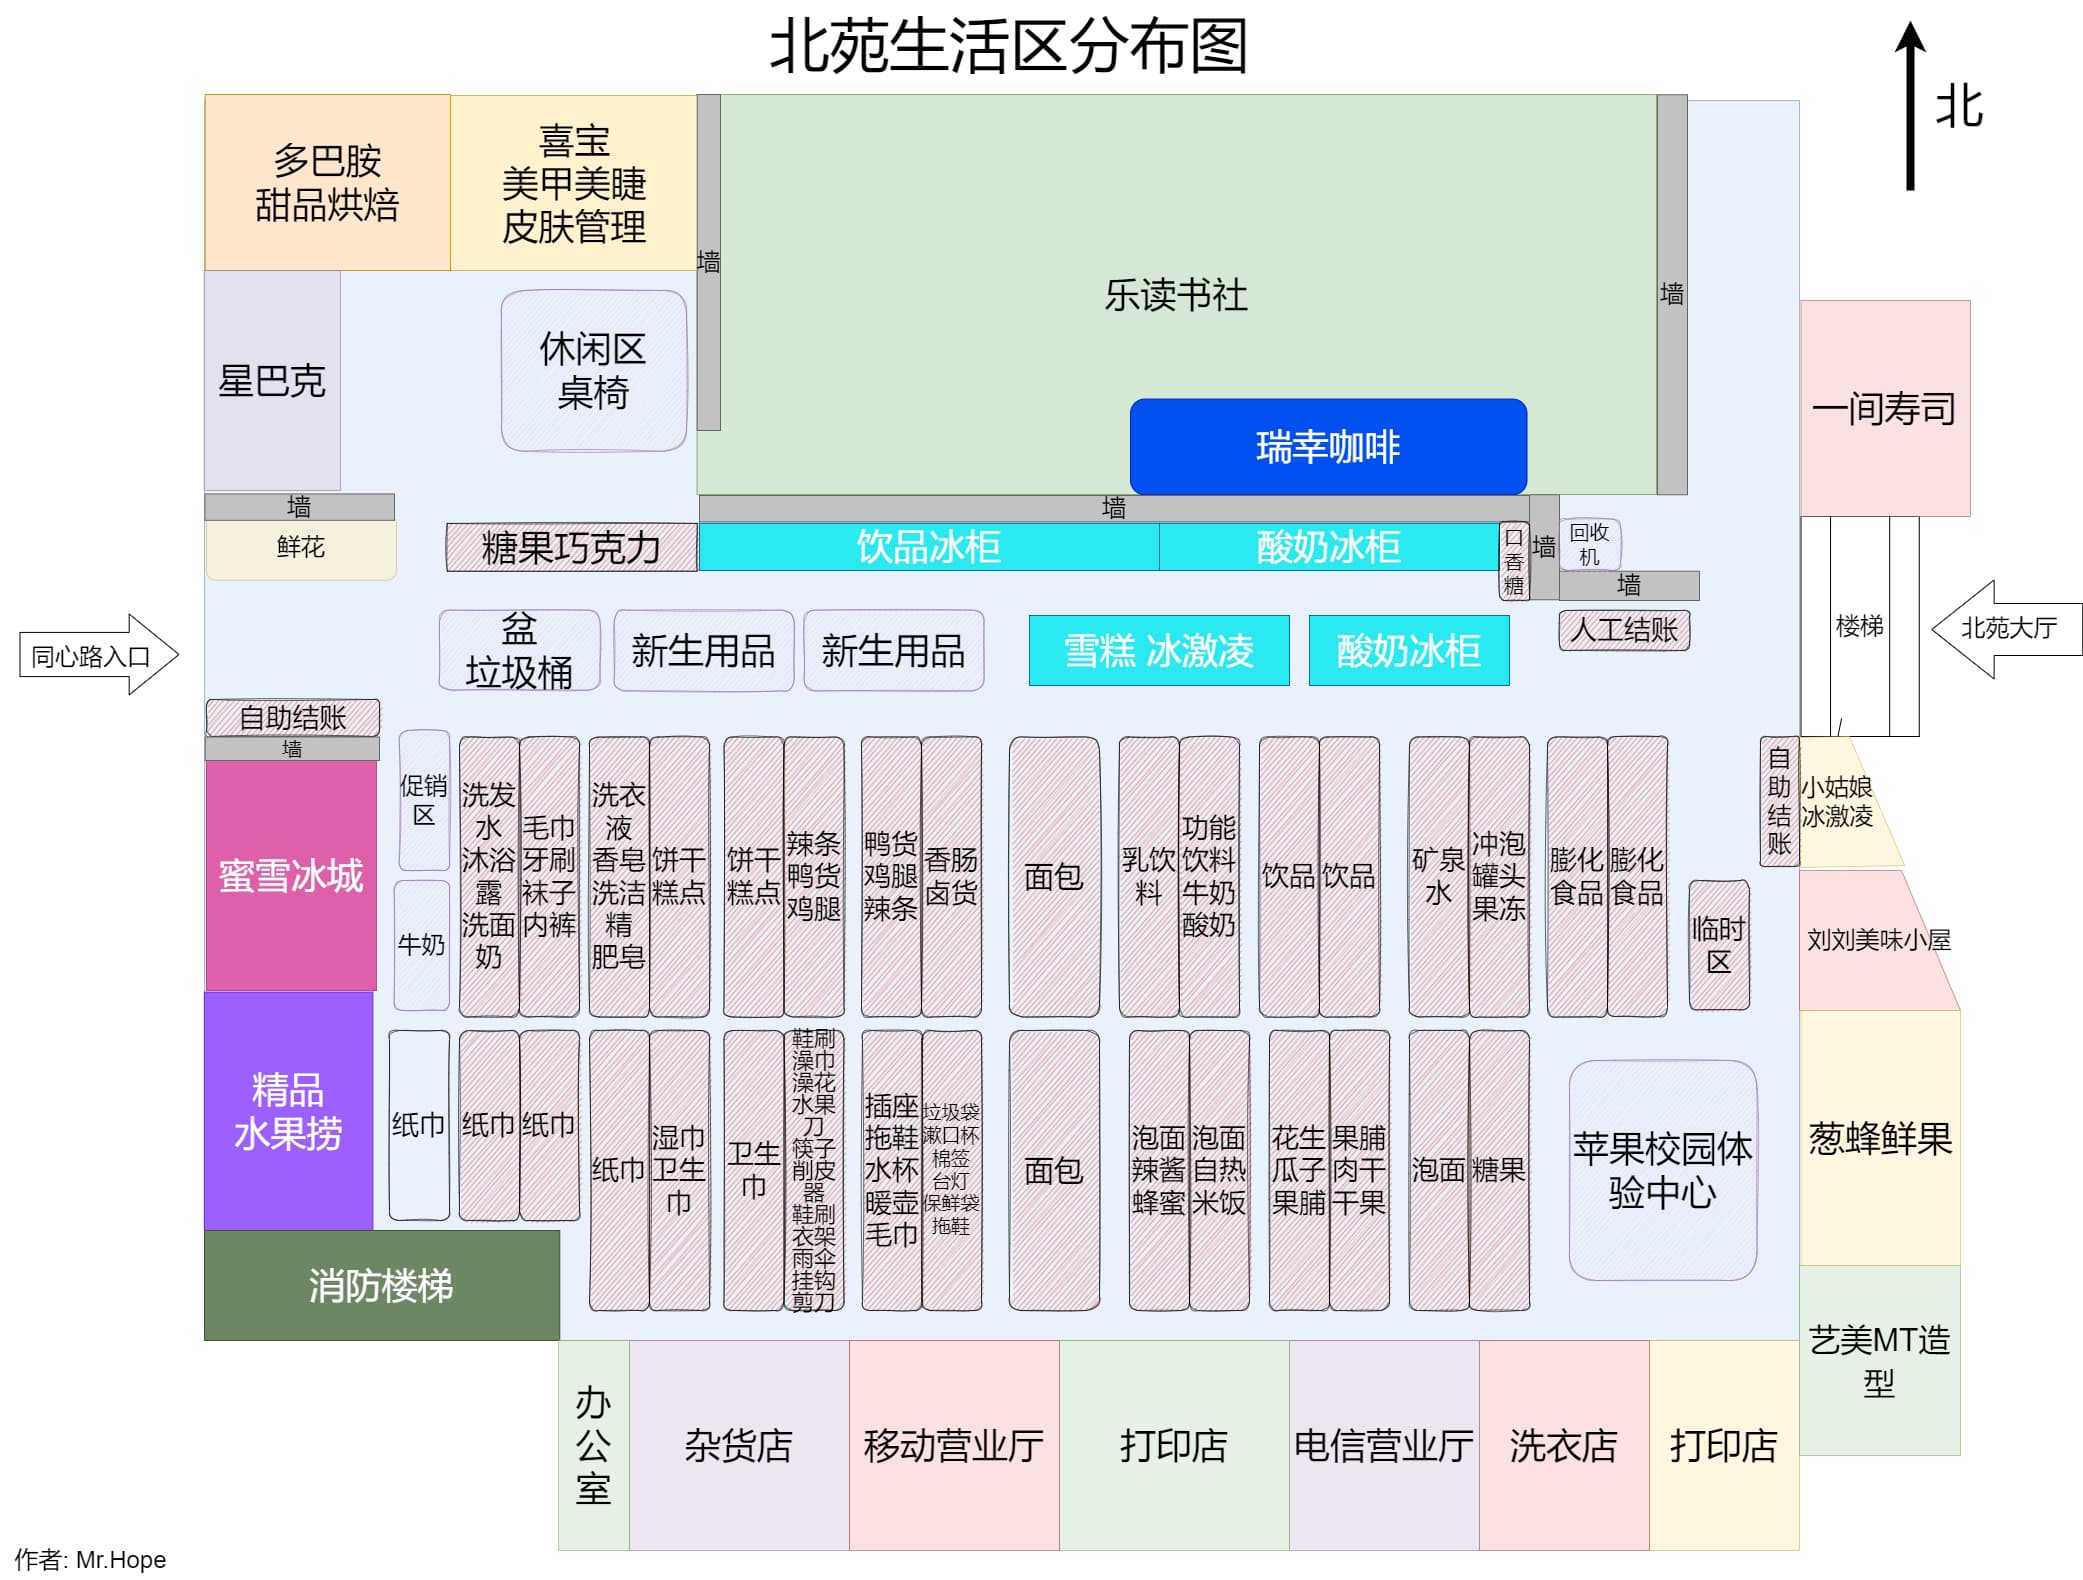 北苑生活区分布图
北
多巴胺
甜品烘焙
喜宝
美甲美睫
皮肤管理
墙
乐读书社
墙
星巴克
休闲区
桌椅
瑞幸咖啡
一间寿司
墙
鲜花
糖果巧克力
墙
饮品冰柜
酸奶冰柜
口
香
糖
墙
回收
机
墙
同心路入口
盆
垃圾桶
新生用品
新生用品
雪糕 冰激凌
酸奶冰柜
人工结账
楼梯
北苑大厅
自助结账
墙
蜜雪冰城
促销
区
牛奶
洗发
水
沐浴
露
洗面
奶
毛巾
牙刷
袜子
内裤
洗衣
液
香皂
洗洁
精
肥皂
饼干
糕点
饼干
糕点
辣条
鸭货
鸡腿
鸭货
鸡腿
辣条
香肠
卤货
面包
乳饮
料
功能
饮料
牛奶
酸奶
饮品
饮品
矿泉
水
冲泡
罐头
果冻
膨化
食品
膨化
食品
临时
区
自
助
结
账
小姑娘
冰激凌
刘刘美味小屋
精品
水果捞
纸巾
纸巾
纸巾
纸巾
湿巾
卫生
巾
卫生
巾
鞋刷
澡巾
澡花
水果
刀
筷子
削皮
器
鞋刷
衣架
雨伞
挂钩
剪刀
插座
拖鞋
水杯
暖壶
毛巾
垃圾袋
漱口杯
棉签
台灯
保鲜袋
拖鞋
面包
泡面
辣酱
蜂蜜
泡面
自热
米饭
花生
瓜子
果脯
果脯
肉干
干果
泡面
糖果
苹果校园体
验中心
葱蜂鲜果
消防楼梯
艺美MT造
型
办
公
室
杂货店
移动营业厅
打印店
电信营业厅
洗衣店
打印店
作者: Mr.Hope